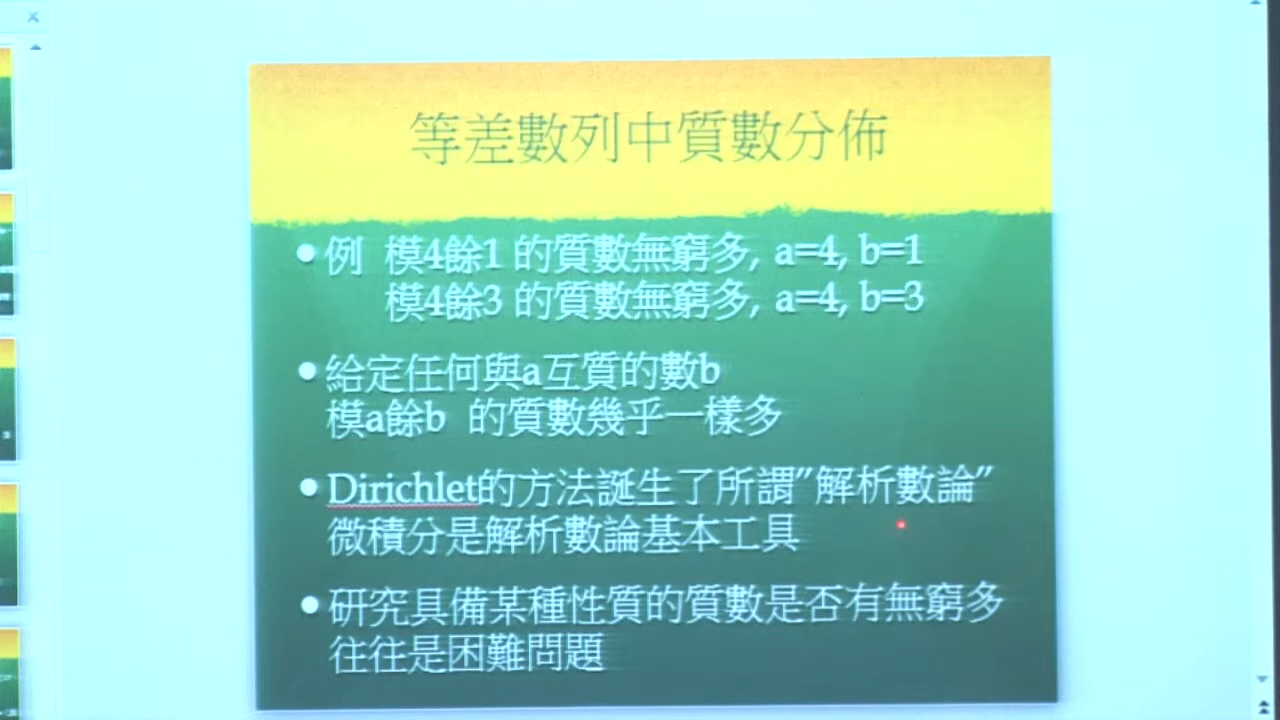 等差數列中質數分佈
•例 模4餘1 的質數無窮多, a=4, b=1
模4餘3 的質數無窮多, a=4, b=3
•給定任何與a互質的數b
模a餘b 的質數幾乎一樣多
•Dirichlet的方法誕生了所謂"解析數論"
微積分是解析數論基本工具
•研究具備某種性質的質數是否有無窮多
往往是困難問題